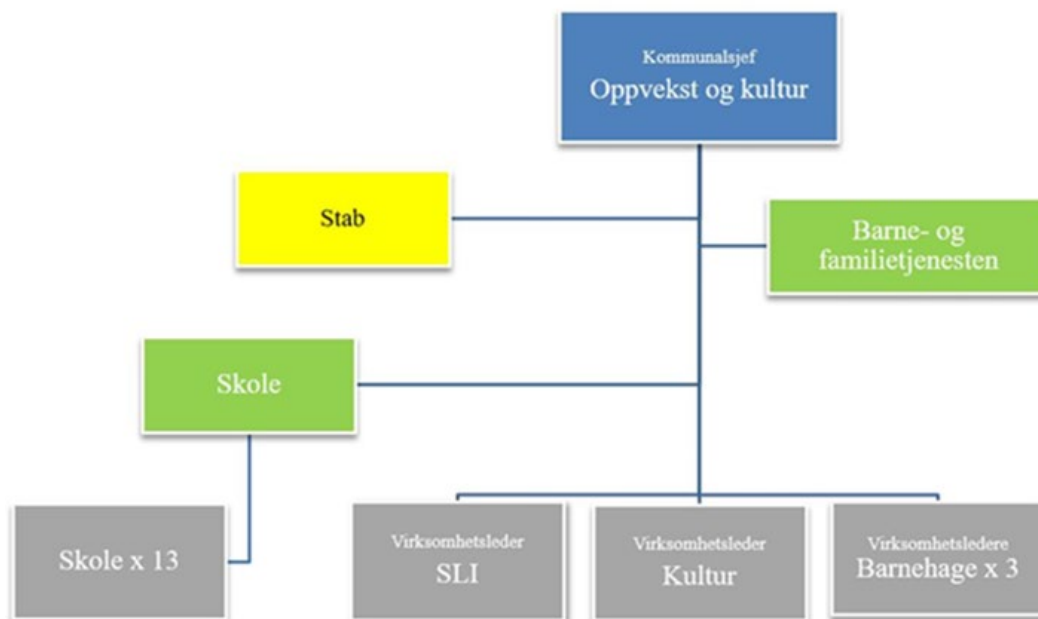 Kommunalsjef
Oppvekst og kultur
Stab
Barne- og
familietjenesten
Skole
Skole x 13
Virksomhetsleder
SLI
Virksomhetsleder
Kultur
Virksomhetsledere
Barnehage x 3